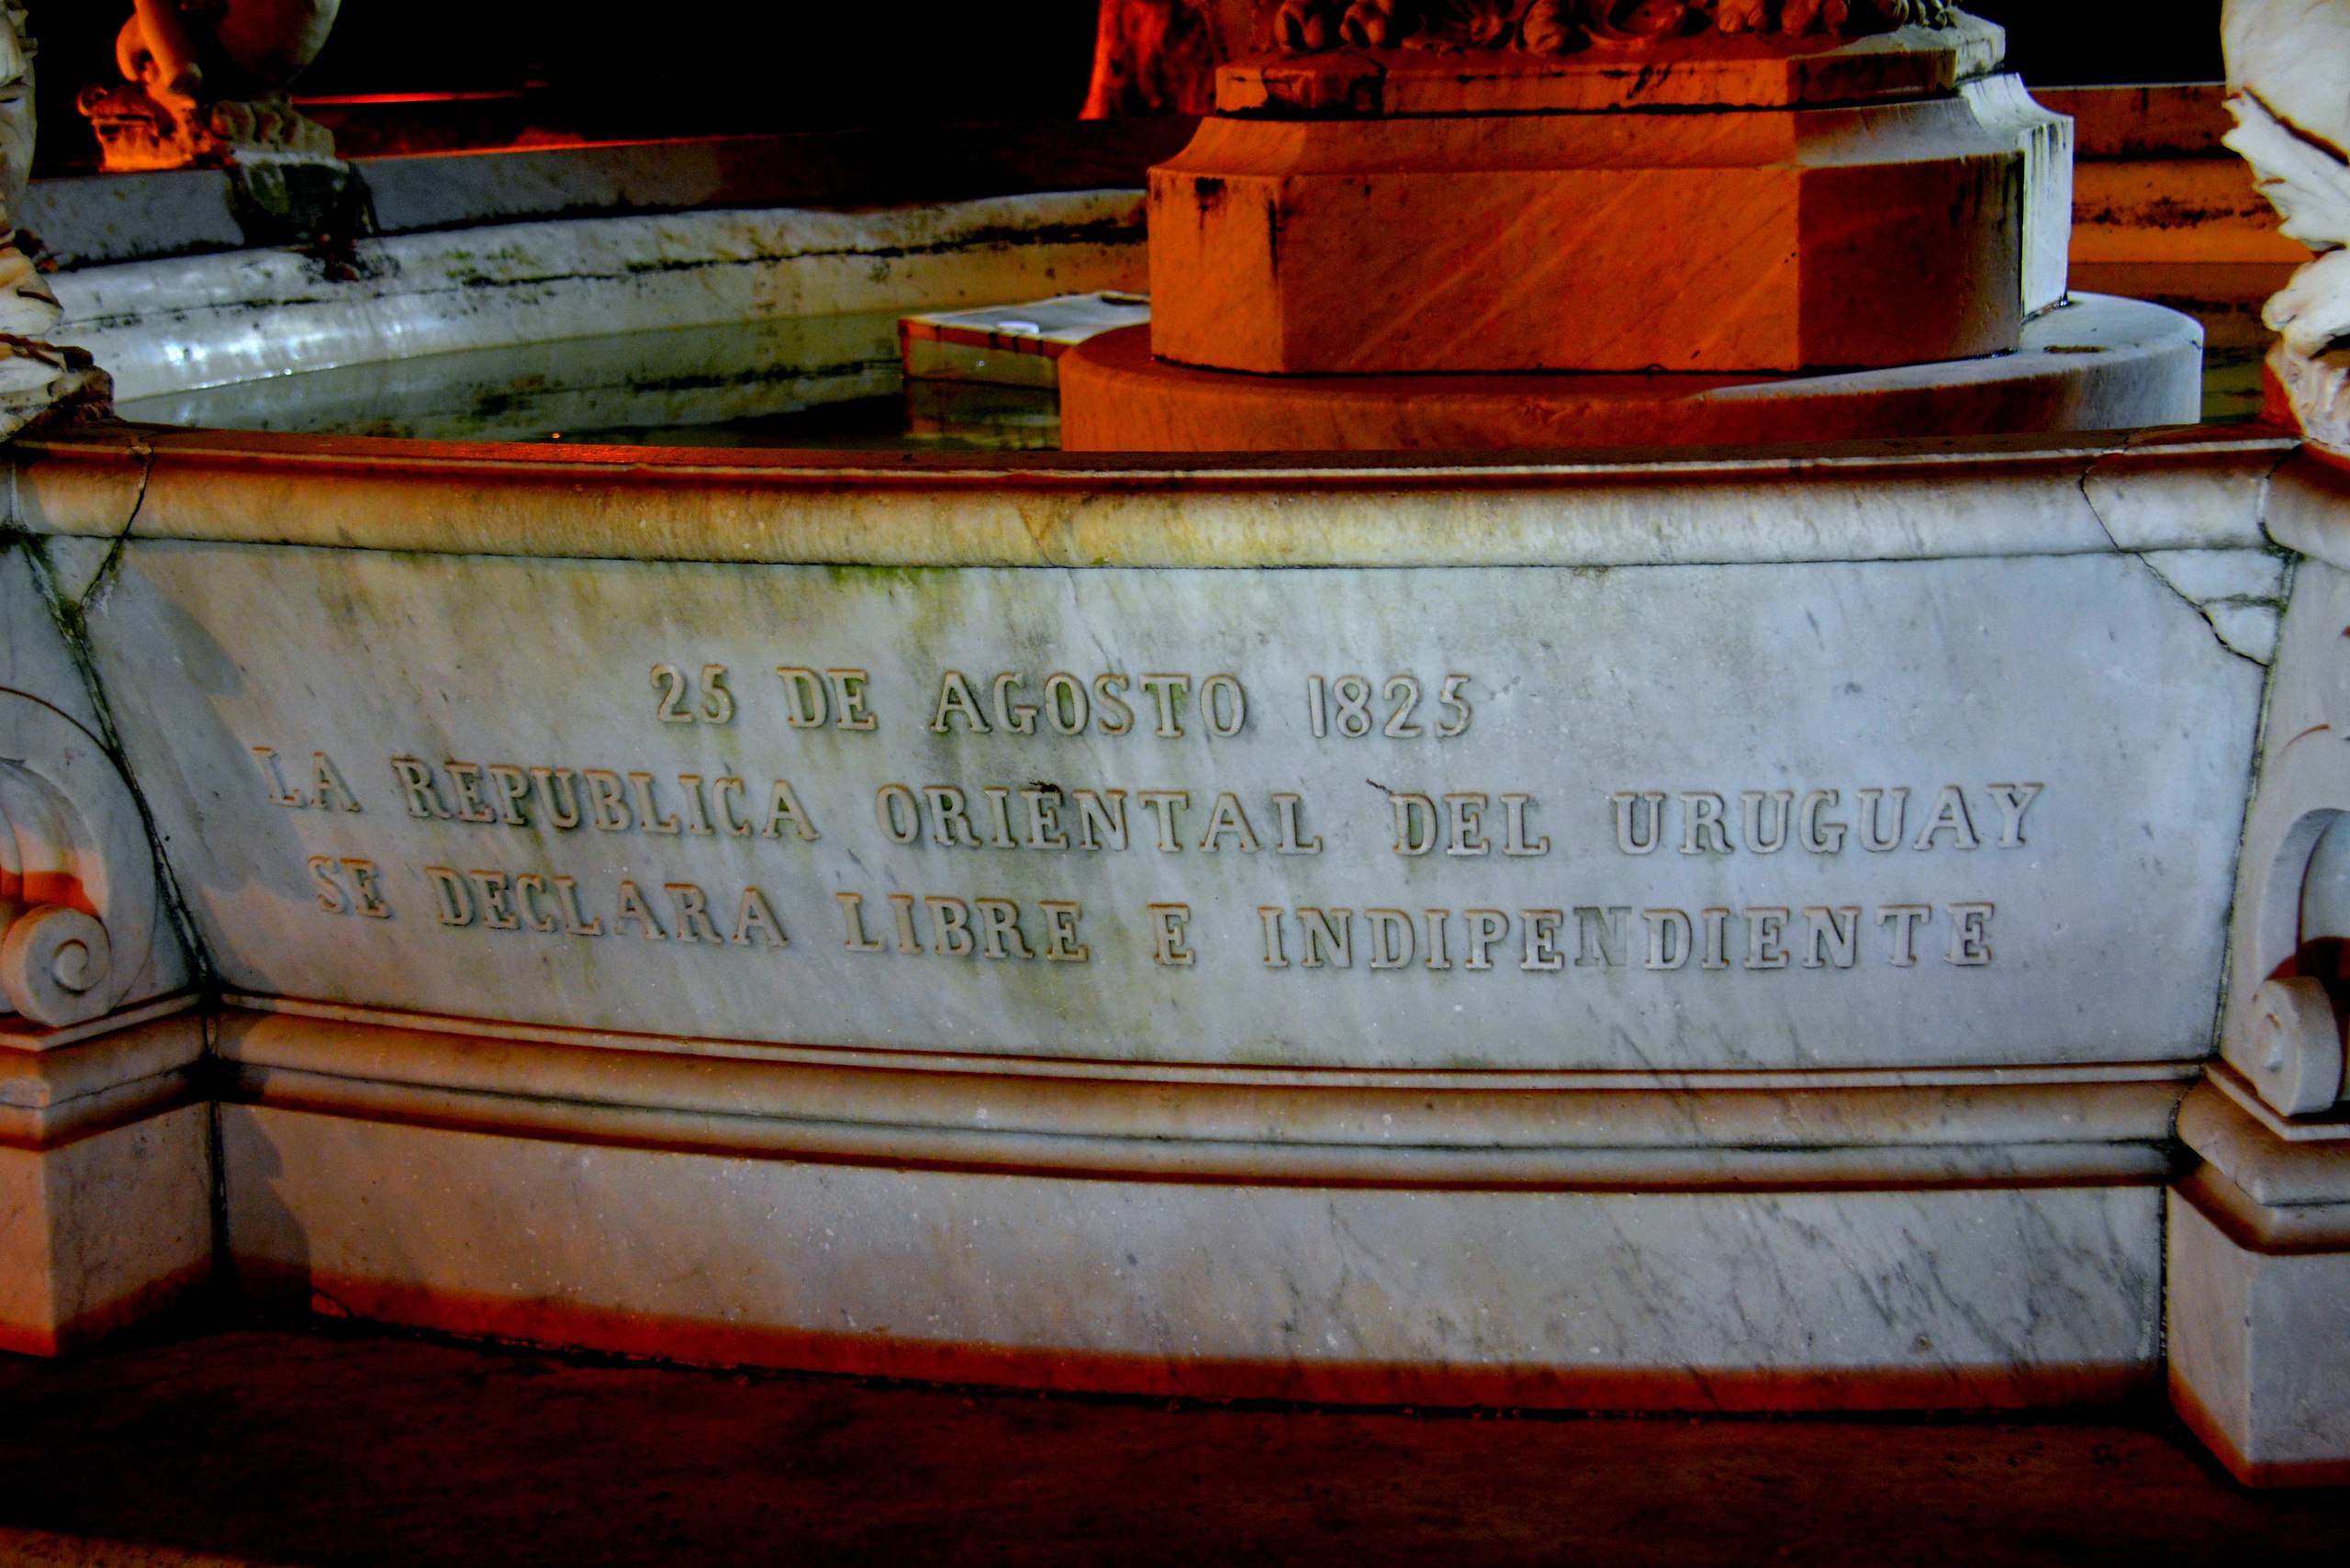 25 DE AGOSTO 1825
LA REPUBLICA ORIENTAL DEL URUGUAY
SE DECLARA LIBRE E INDIPENDIENTE